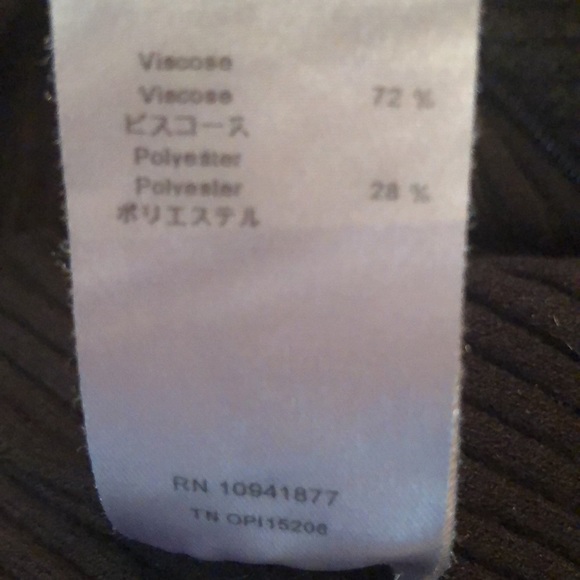 Viscose
Viscose 72 %
ビスコース
Polyester
Polyester 28 %
ポリエステル
RN 10941877
TN OPI15206